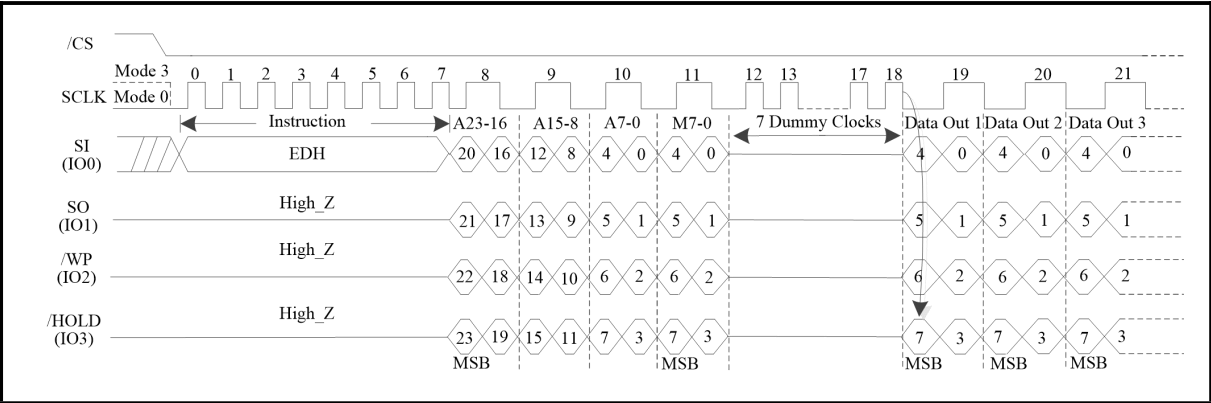 /CS
Mode 3 0 1 2 3 4 5 6 7 8 9 10 11 12 13 17 18 19 20 21
SCLK Mode 0
Instruction A23-16 A15-8 A7-0 M7-0 7 Dummy Clocks Data Out 1 Data Out 2 Data Out 3
SI
(IO0)
EDH 20 16 12 8 4 0 4 0 4 0 4 0 4 0
SO
(IO1)
High_Z 21 17 13 9 5 1 5 1 5 1 5 1 5 1
/WP
(IO2)
High_Z 22 18 14 10 6 2 6 2 6 2 6 2 6 2
/HOLD
(IO3)
High_Z 23 19 15 11 7 3 7 3 7 3 7 3 7 3
MSB MSB MSB MSB MSB